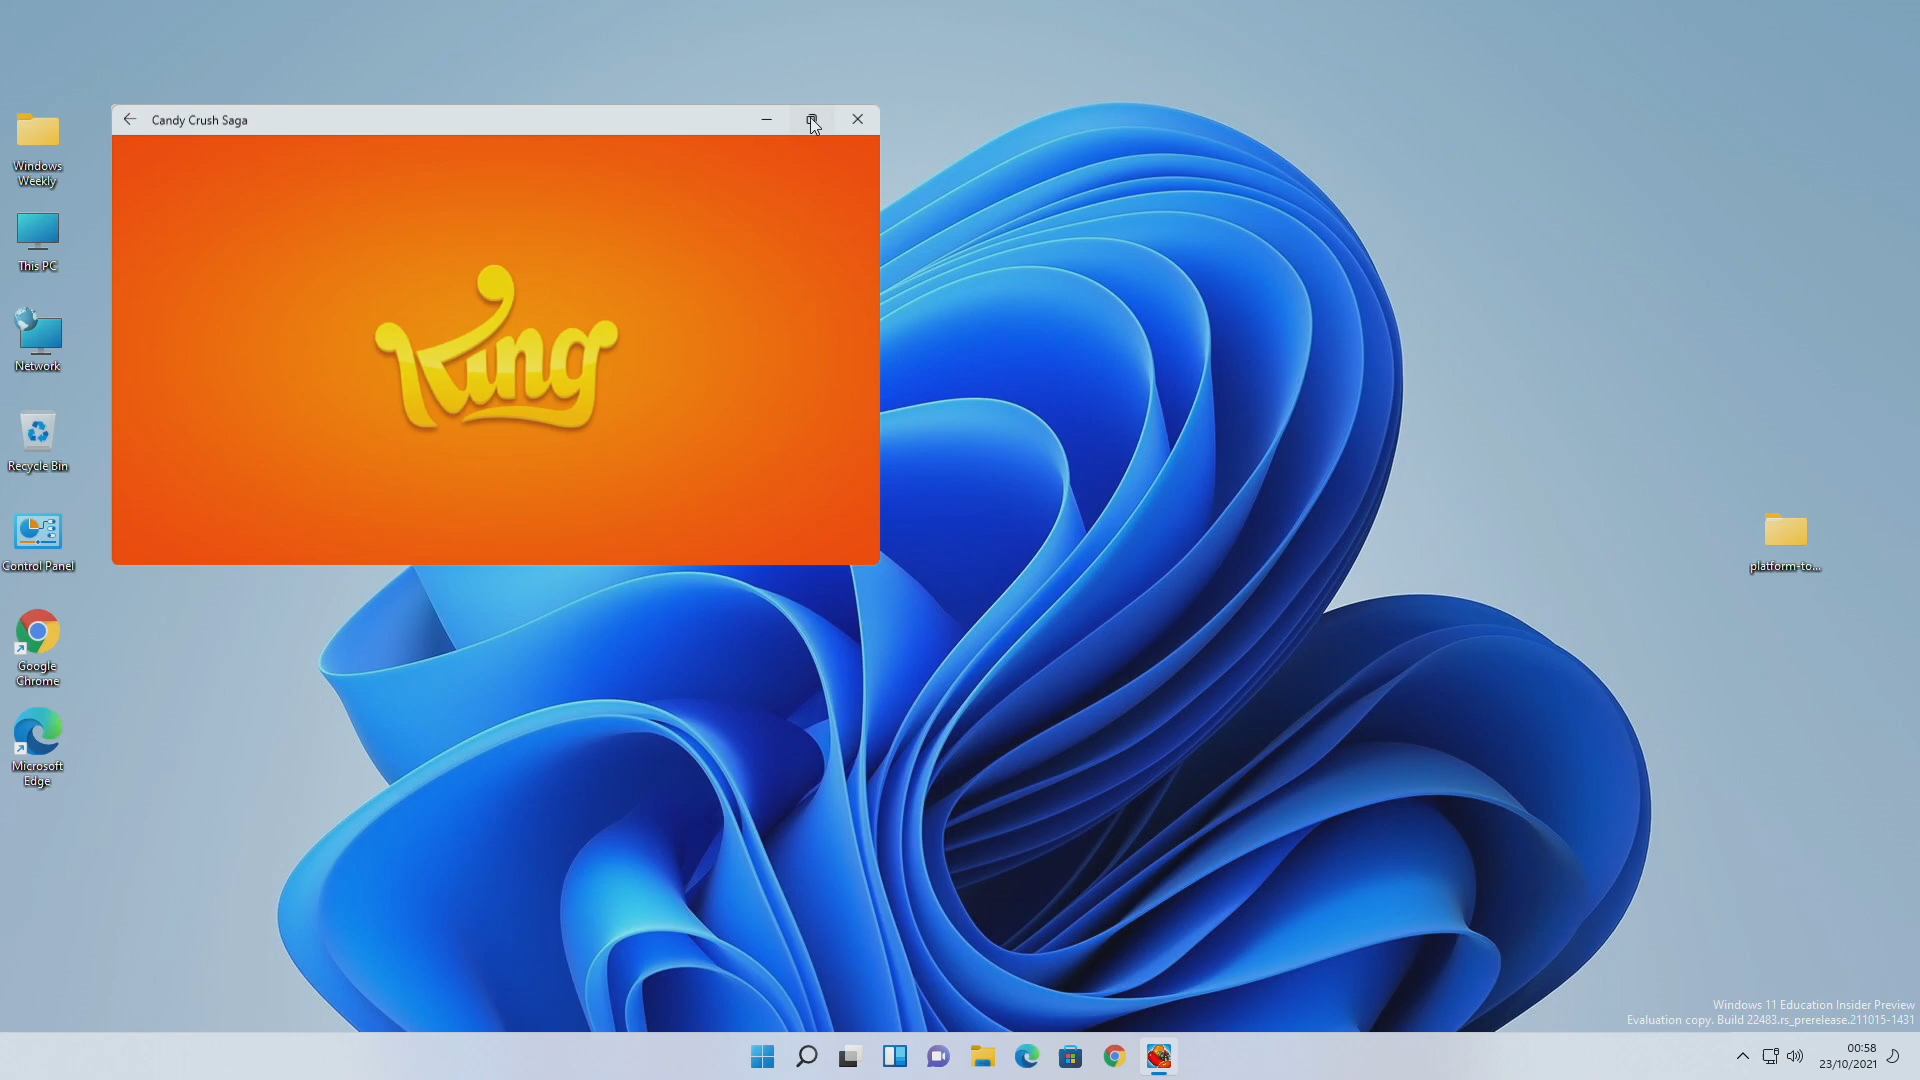 Candy Crush Saga
King
Windows
Weekly
This PC
Network
Recycle Bin
Control Panel
Google
Chrome
Microsoft
Edge
platform-to...
Windows 11 Education Insider Preview
Evaluation copy. Build 22483.rs_prerelease.211015-1431
00:58
23/10/2021